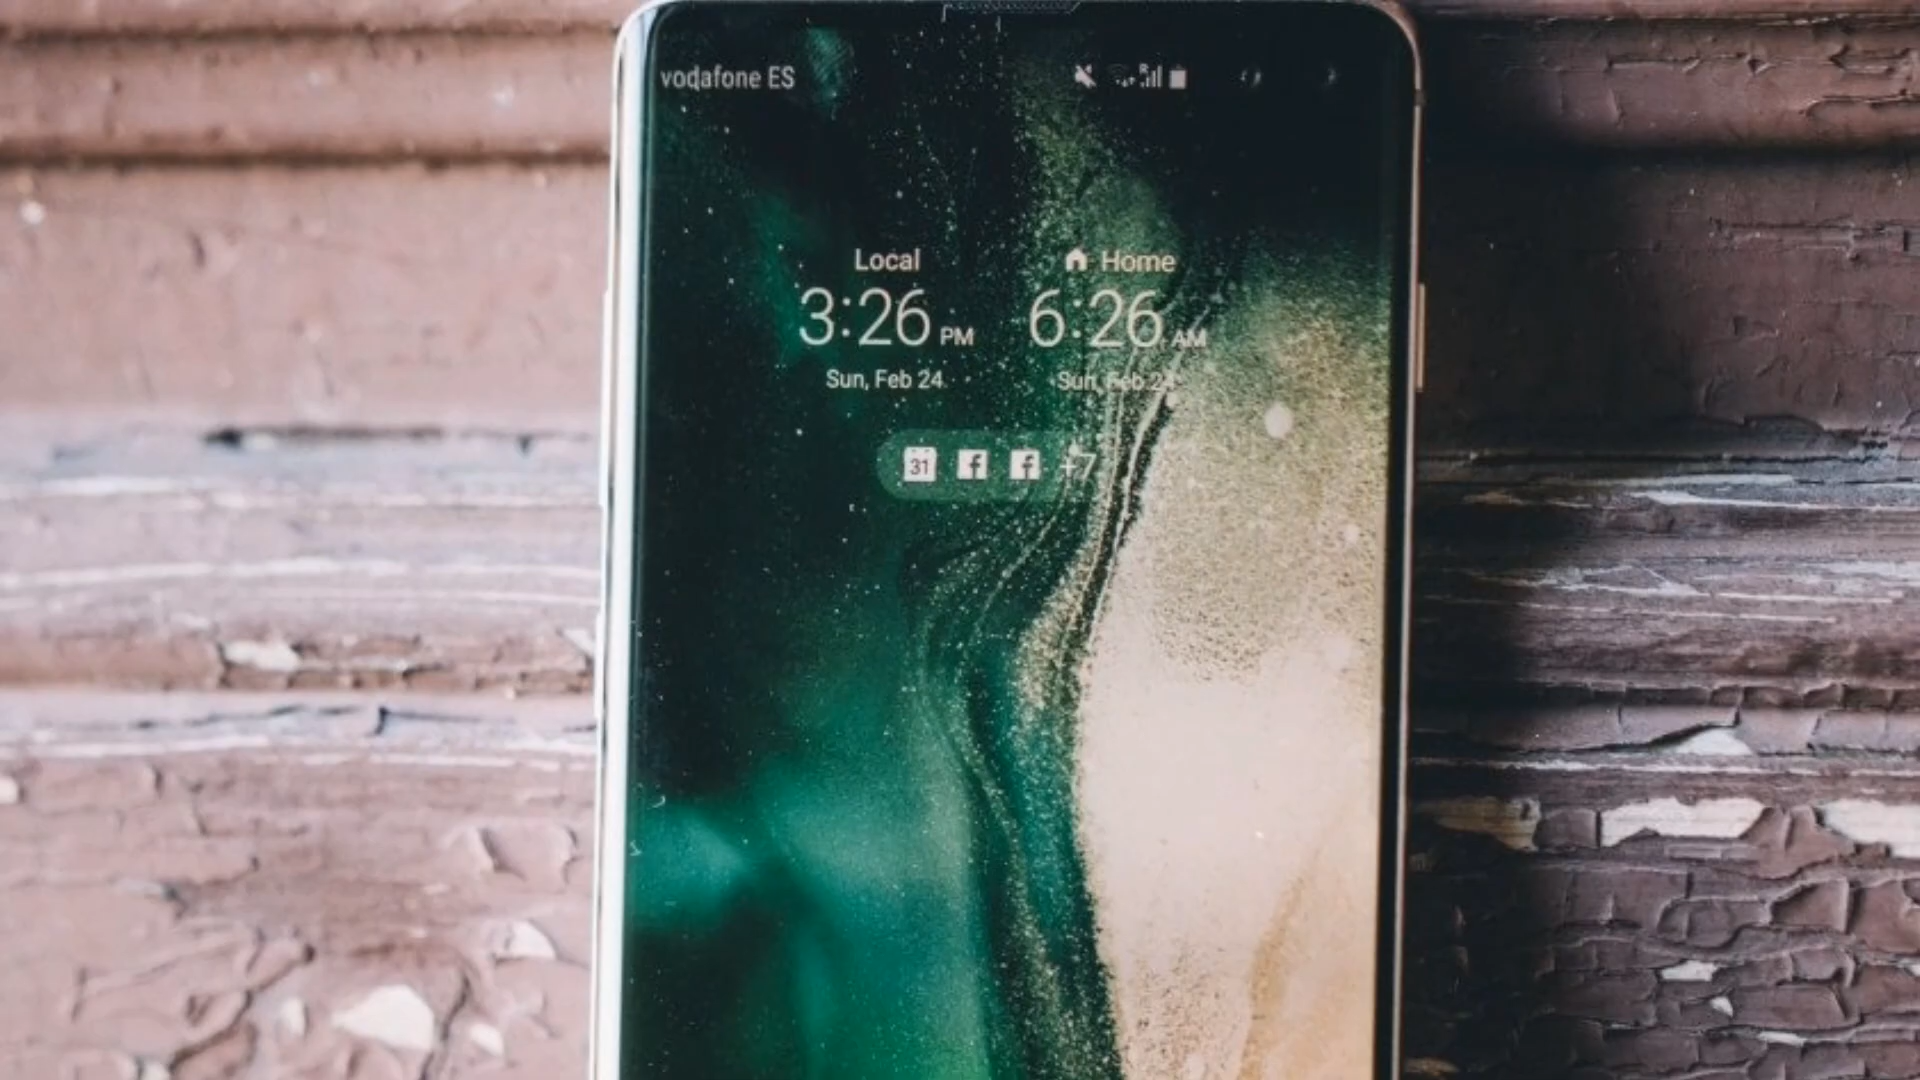 vodafone ES
R
Local
Home
3:26 PM
6:26 AM
Sun, Feb 24
Sun, Feb 24
31 f f +7